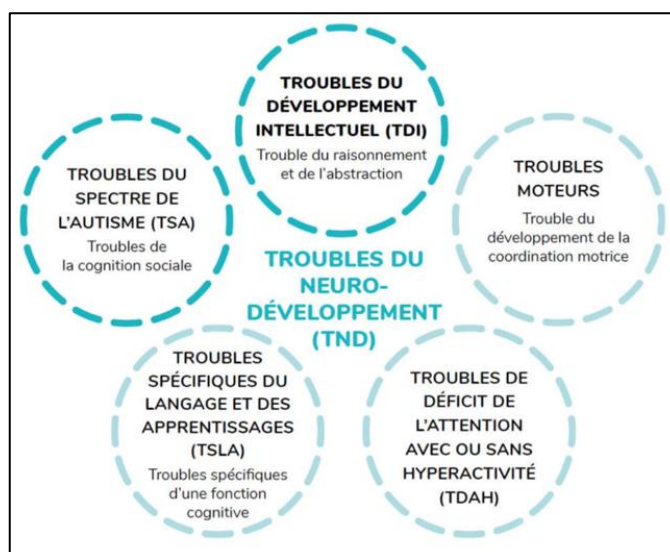 TROUBLES DU
DÉVELOPPEMENT
INTELLECTUEL (TDI)
Trouble du raisonnement
et de l'abstraction
TROUBLES DU
SPECTRE DE
L'AUTISME (TSA)
Troubles de
la cognition sociale
TROUBLES
MOTEURS
Trouble du
développement de la
coordination motrice
TROUBLES DU
NEURO-
DÉVELOPPEMENT
(TND)
TROUBLES
SPÉCIFIQUES DU
LANGAGE ET DES
APPRENTISSAGES
(TSLA)
Troubles spécifiques
d'une fonction
cognitive
TROUBLES DE
DÉFICIT DE
L'ATTENTION
AVEC OU SANS
HYPERACTIVITÉ
(TDAH)